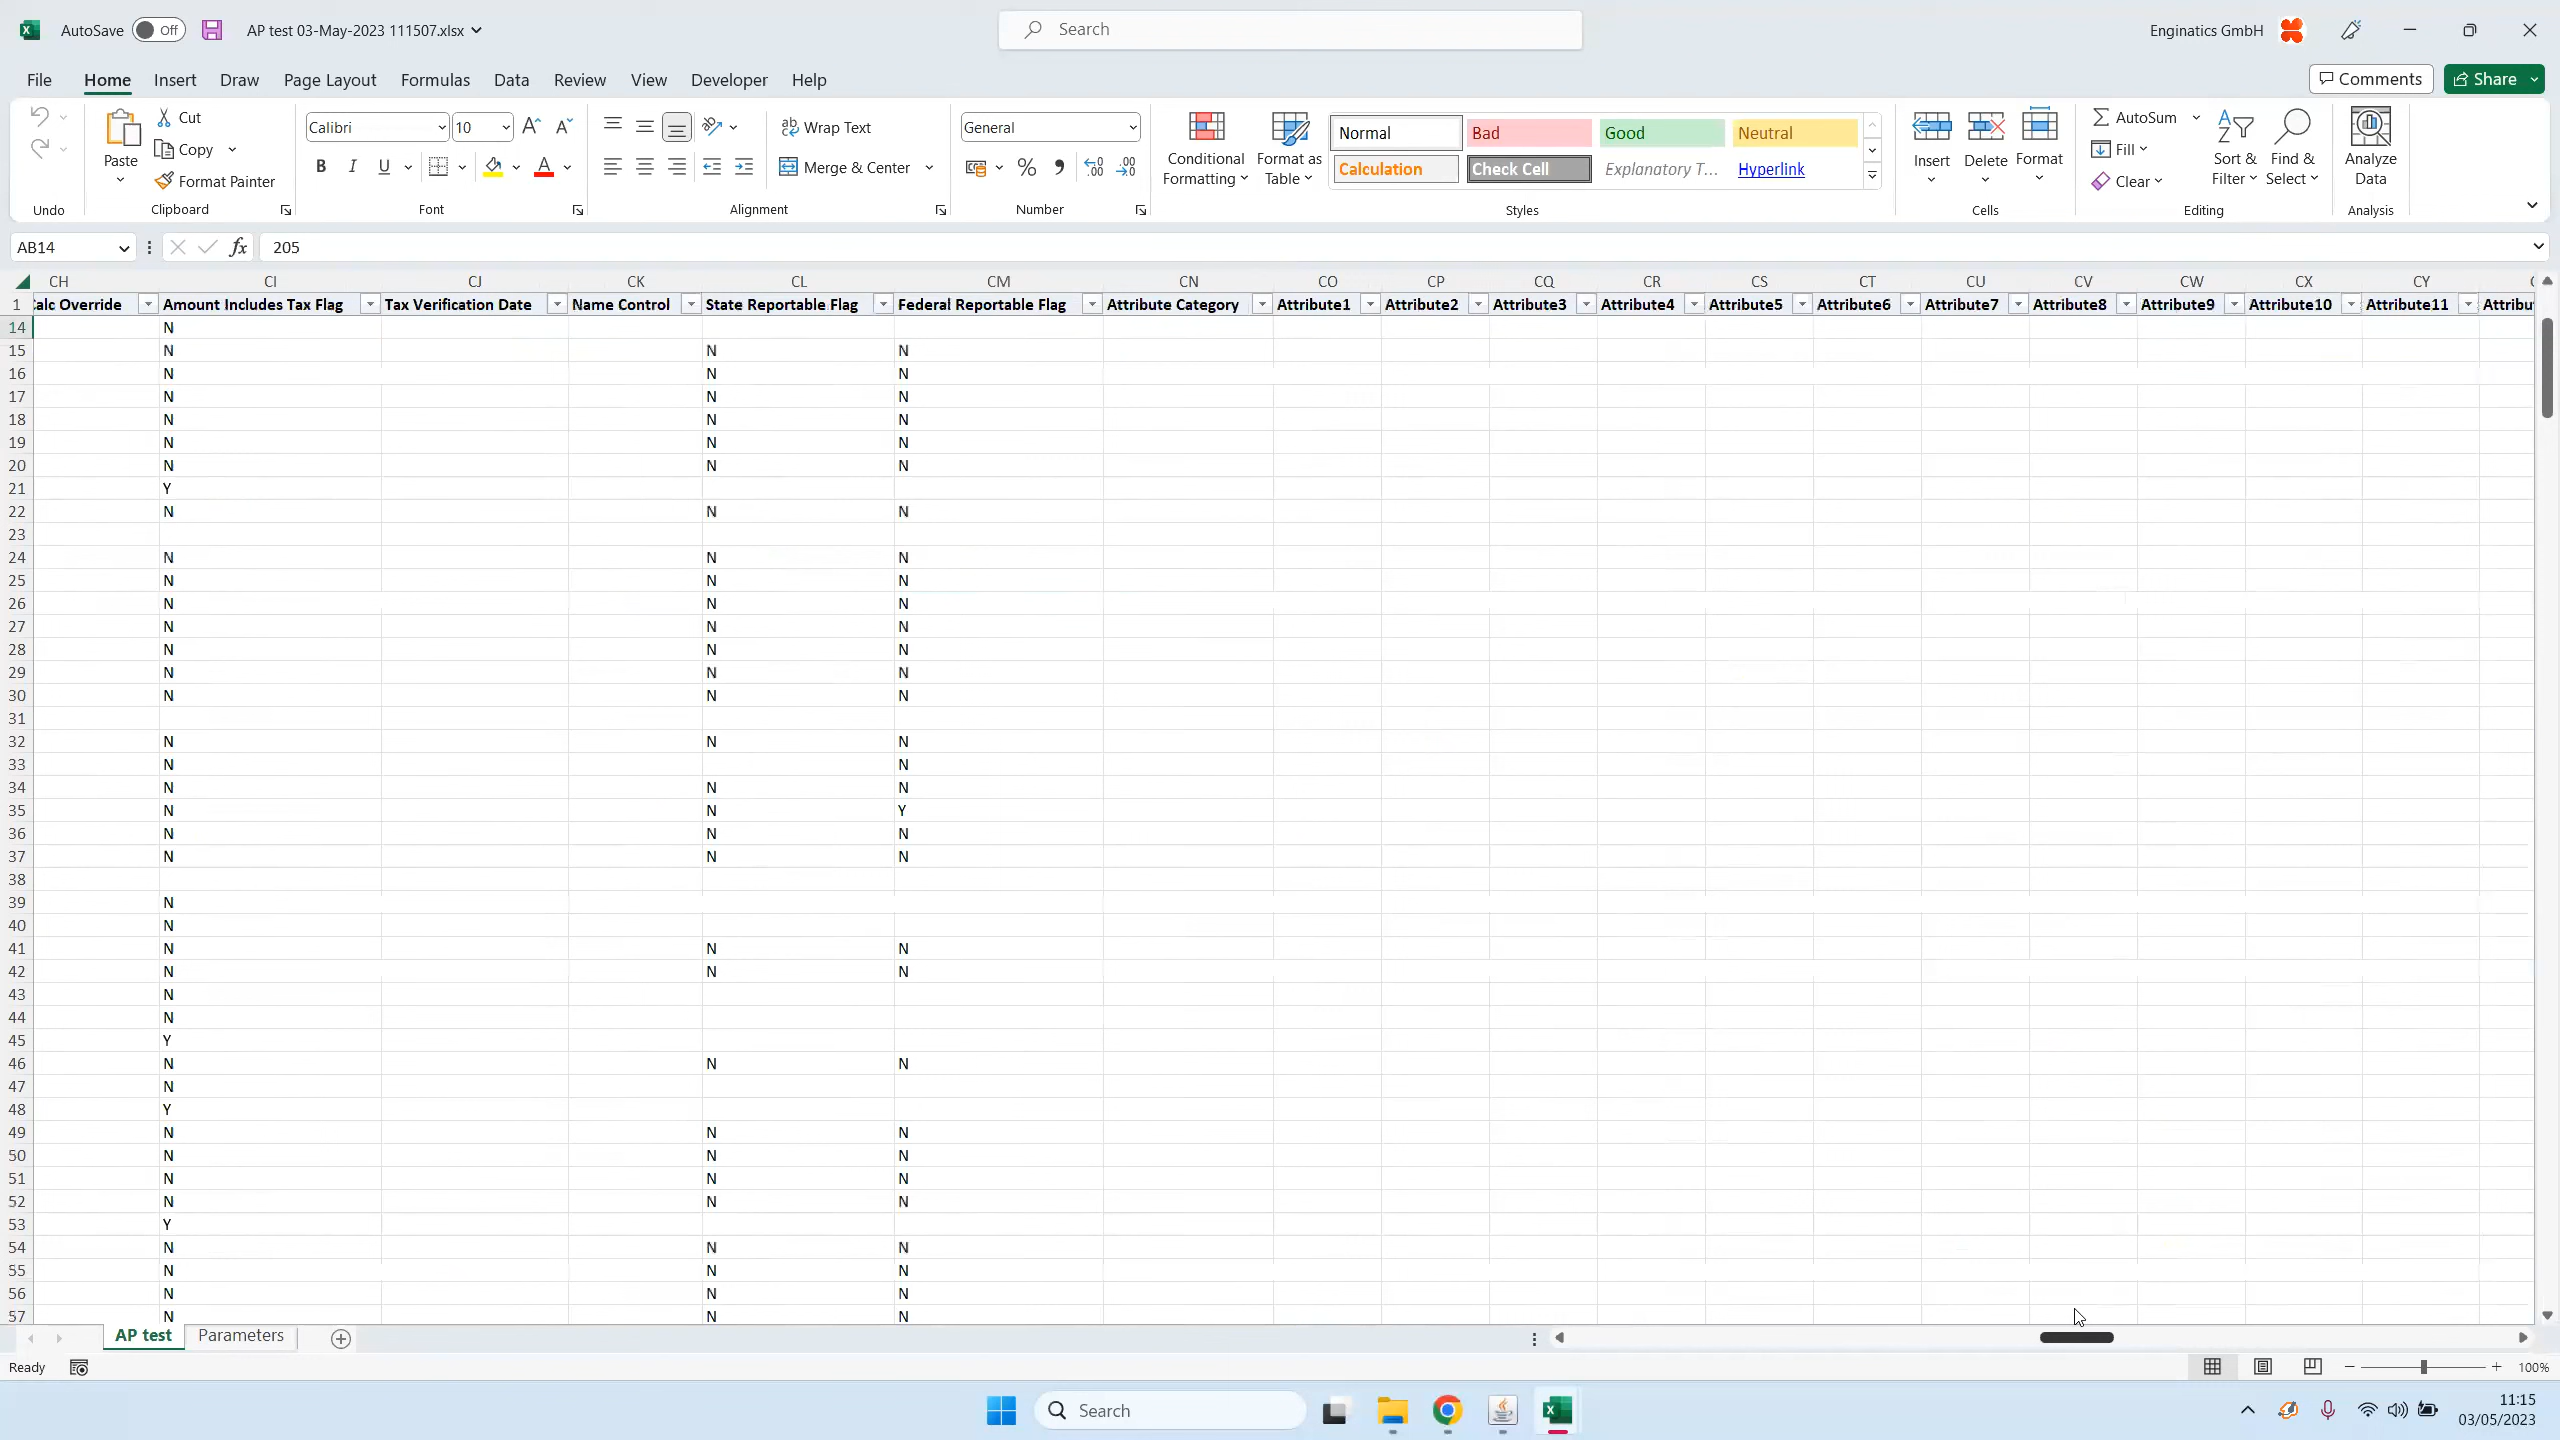 AutoSave Off AP test 03-May-2023 111507.xlsx Search Enginatics GmbH
File Home Insert Draw Page Layout Formulas Data Review View Developer Help Comments Share
Cut Calibri 10 Wrap Text General Normal Bad Good Neutral AutoSum
Paste Copy Conditional Formatting Format as Table Insert Delete Format Fill Sort & Filter Find & Select Analyze Data
Format Painter B I U Merge & Center Calculation Check Cell Explanatory T... Hyperlink Clear
Undo Clipboard Font Alignment Number Styles Cells Editing Analysis
AB14 fx 205
CH CI CJ CK CL CM CN CO CP CQ CR CS CT CU CV CW CX CY
1 Calc Override Amount Includes Tax Flag Tax Verification Date Name Control State Reportable Flag Federal Reportable Flag Attribute Category Attribute1 Attribute2 Attribute3 Attribute4 Attribute5 Attribute6 Attribute7 Attribute8 Attribute9 Attribute10 Attribute11 Attribu
14 N
15 N N N
16 N N N
17 N N N
18 N N N
19 N N N
20 N N N
21 Y
22 N N N
23
24 N N N
25 N N N
26 N N N
27 N N N
28 N N N
29 N N N
30 N N N
31
32 N N N
33 N N
34 N N N
35 N N Y
36 N N N
37 N N N
38
39 N
40 N
41 N N N
42 N N N
43 N
44 N
45 Y
46 N N N
47 N
48 Y
49 N N N
50 N N N
51 N N N
52 N N N
53 Y
54 N N N
55 N N N
56 N N N
57 N N N
AP test Parameters
Ready 100%
Search 11:15
03/05/2023